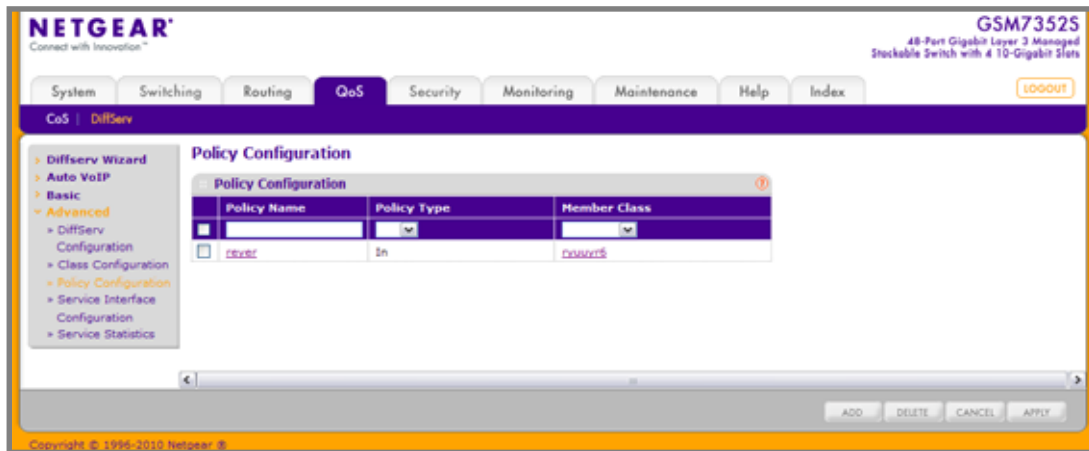 NETGEAR®
Connect with Innovation™
GSM7352S
48-Port Gigabit Layer 3 Managed
Stackable Switch with 4 10-Gigabit Slots
System Switching Routing QoS Security Monitoring Maintenance Help Index LOGOUT
CoS | DiffServ
Diffserv Wizard
Auto VoIP
Basic
Advanced
» DiffServ
Configuration
» Class Configuration
» Policy Configuration
» Service Interface
Configuration
» Service Statistics
Policy Configuration
Policy Configuration
Policy Name Policy Type Member Class
rever In
ADD DELETE CANCEL APPLY
Copyright © 1996-2010 Netgear ®